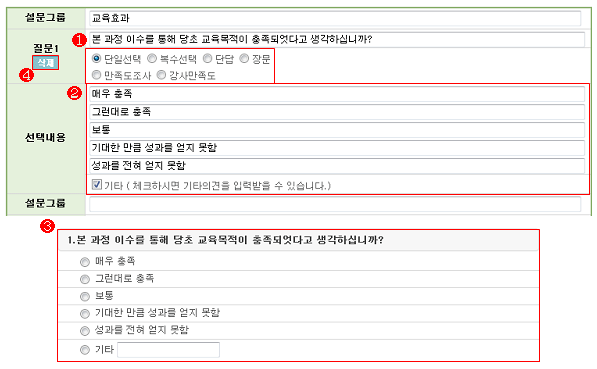 설문그룹 교육효과
질문1
삭제
1 본 과정 이수를 통해 당초 교육목적이 충족되었다고 생각하십니까?
단일선택 복수선택 단답 장문
4 만족도조사 강사만족도
2 매우 충족
그런대로 충족
선택내용 보통
기대한 만큼 성과를 얻지 못함
성과를 전혀 얻지 못함
기타 ( 체크하시면 기타의견을 입력받을 수 있습니다.)
설문그룹
3
1.본 과정 이수를 통해 당초 교육목적이 충족되었다고 생각하십니까?
매우 충족
그런대로 충족
보통
기대한 만큼 성과를 얻지 못함
성과를 전혀 얻지 못함
기타